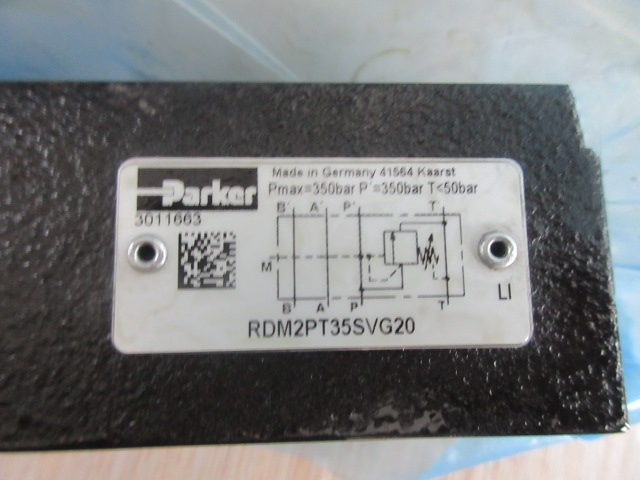 Parker
Made in Germany 41564 Kaarst
Pmax=350bar P´=350bar T<50bar
3011663
B´ A´ P´ T
M
LI
B A P T´
RDM2PT35SVG20